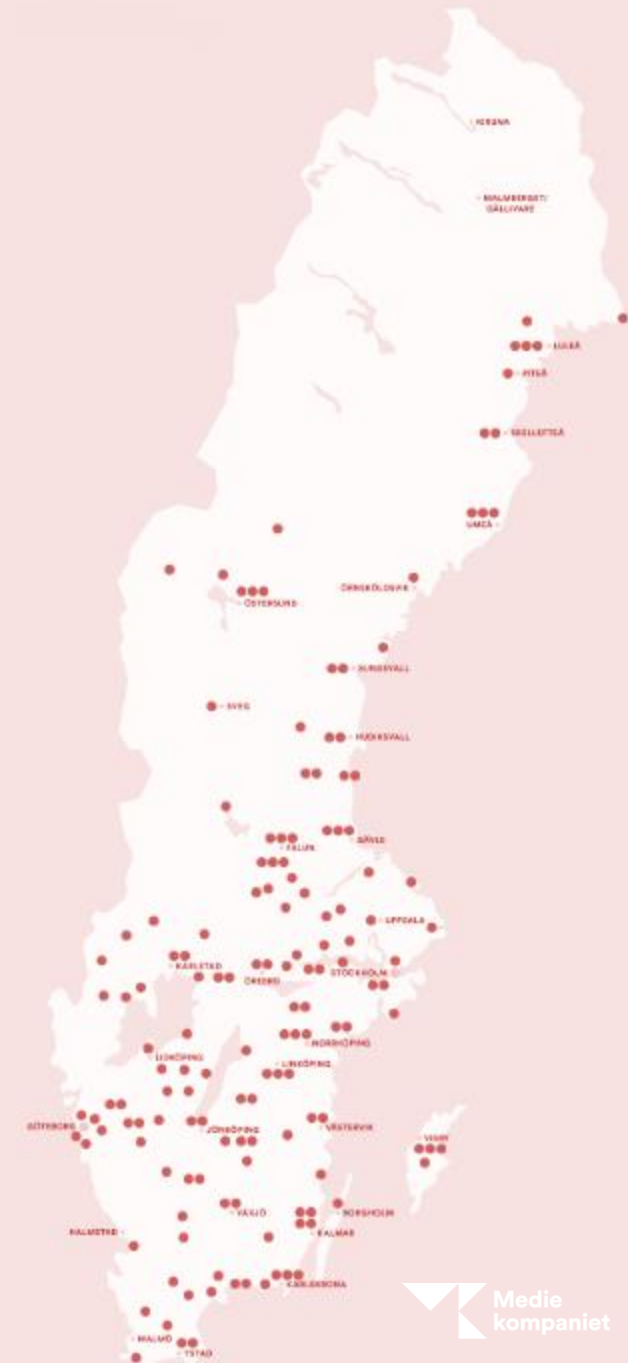 KIRUNA
MALMBERGET/
GÄLLIVARE
LULEÅ
PITEÅ
SKELLEFTEÅ
UMEÅ
ÖRNSKÖLDSVIK
ÖSTERSUND
SUNDSVALL
SVEG
HUDIKSVALL
GÄVLE
FALUN
UPPSALA
KARLSTAD
STOCKHOLM
ÖREBRO
NORRKÖPING
LIDKÖPING
LINKÖPING
GÖTEBORG
JÖNKÖPING
VÄSTERVIK
VISBY
VÄXJÖ
BORGHOLM
HALMSTAD
KALMAR
KARLSKRONA
MALMÖ
YSTAD
Medie
kompaniet